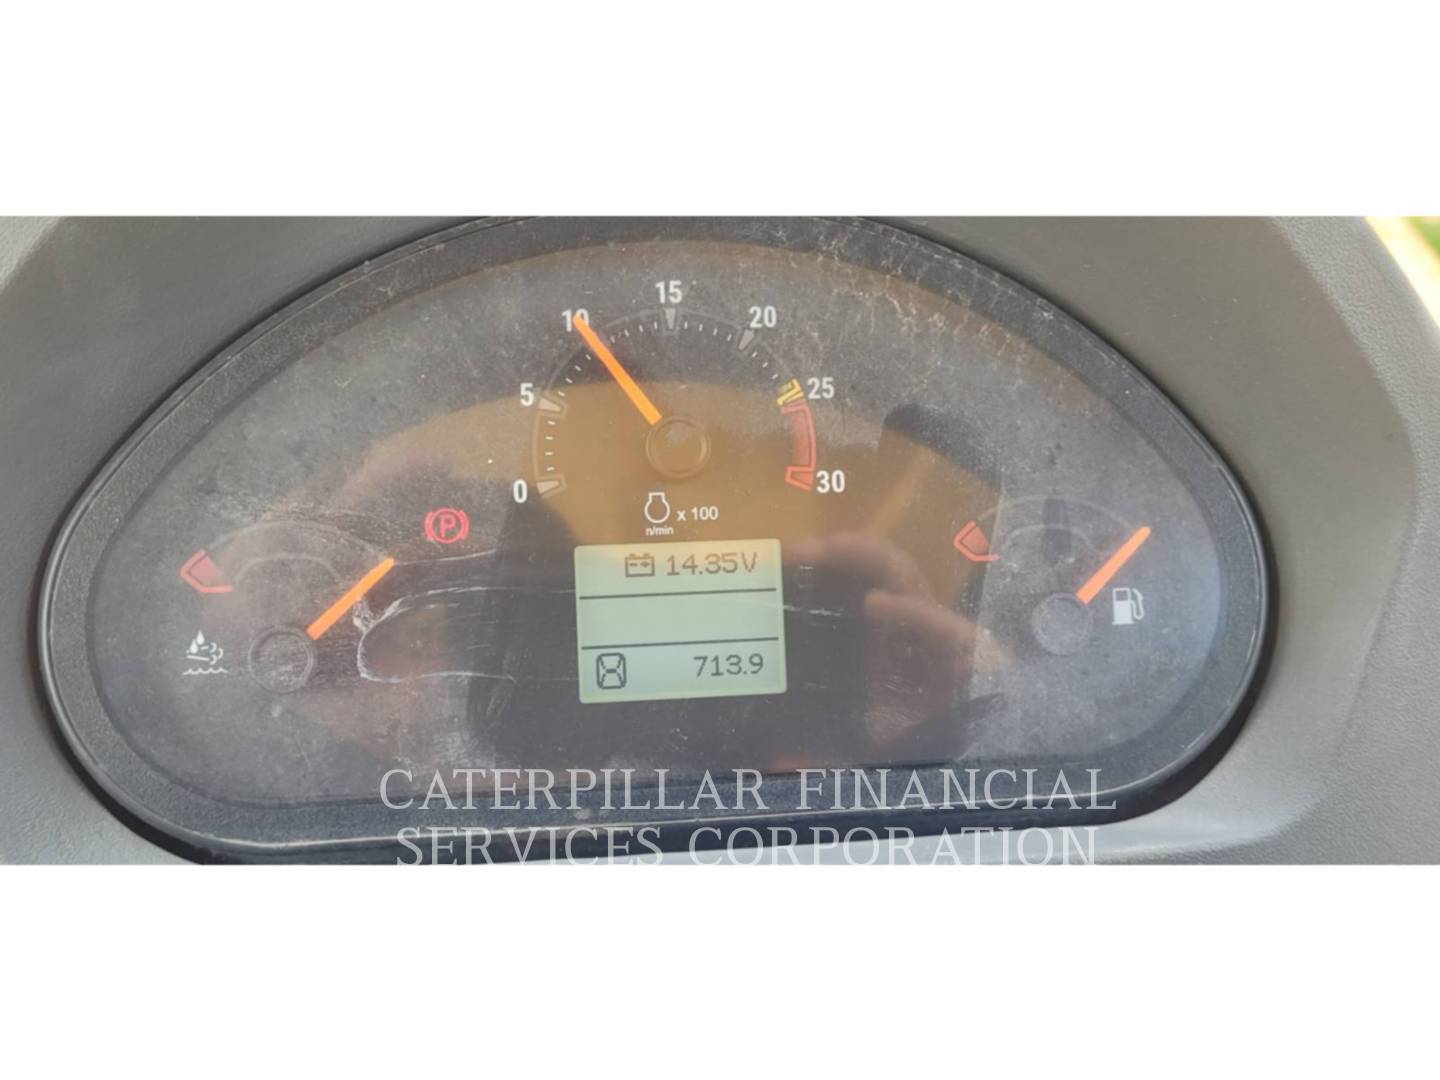 15
10
20
5
25
0
30
x 100
n/min
P
14.35V
713.9
CATERPILLAR FINANCIAL
SERVICES CORPORATION